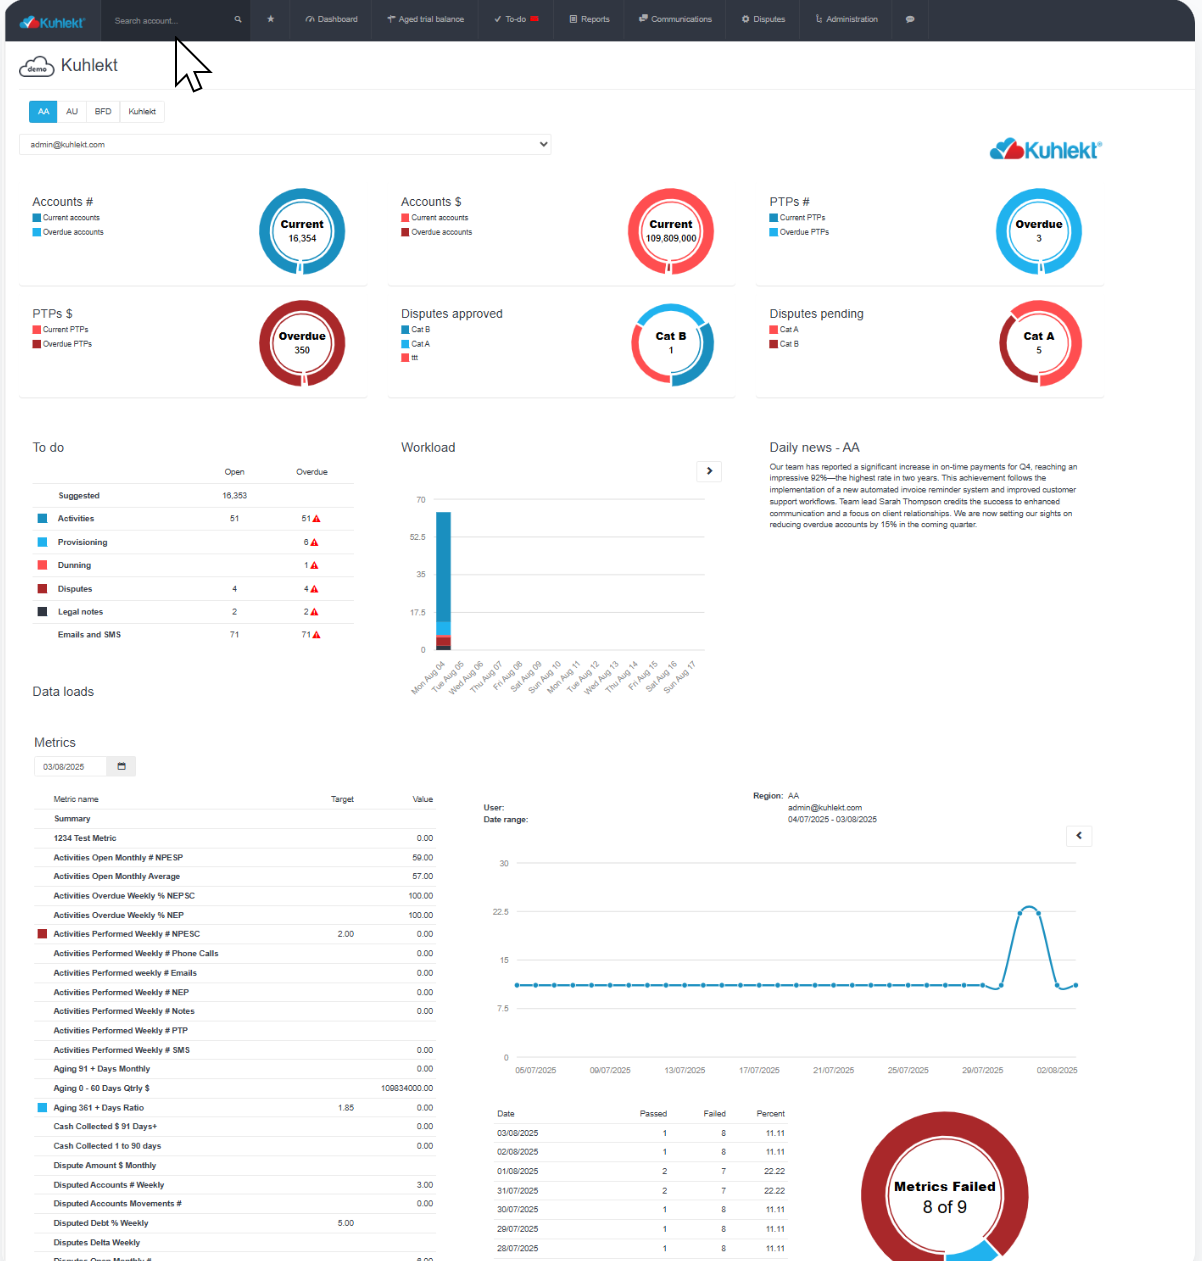 Kuhlekt
Search account...
Dashboard
Aged trial balance
To-do
Reports
Communications
Disputes
Administration
demo Kuhlekt
AA AU BFD Kuhlekt
admin@kuhlekt.com
Kuhlekt®
Accounts #
Current accounts
Overdue accounts
Current
16,354
Accounts $
Current accounts
Overdue accounts
Current
109,809,000
PTPs #
Current PTPs
Overdue PTPs
Overdue
3
PTPs $
Current PTPs
Overdue PTPs
Overdue
350
Disputes approved
Cat B
Cat A
ttt
Cat B
1
Disputes pending
Cat A
Cat B
Cat A
5
To do
Open Overdue
Suggested 16,353
Activities 51 51
Provisioning 6
Dunning 1
Disputes 4 4
Legal notes 2 2
Emails and SMS 71 71
Workload
70
52.5
35
17.5
0
Mon Aug 04
Tue Aug 05
Wed Aug 06
Thu Aug 07
Fri Aug 08
Sat Aug 09
Sun Aug 10
Mon Aug 11
Tue Aug 12
Wed Aug 13
Thu Aug 14
Fri Aug 15
Sat Aug 16
Sun Aug 17
Daily news - AA
Our team has reported a significant increase in on-time payments for Q4, reaching an
impressive 92%—the highest rate in two years. This achievement follows the
implementation of a new automated invoice reminder system and improved customer
support workflows. Team lead Sarah Thompson credits the success to enhanced
communication and a focus on client relationships. We are now setting our sights on
reducing overdue accounts by 15% in the coming quarter.
Data loads
Metrics
03/08/2025
Metric name Target Value
Summary
1234 Test Metric 0.00
Activities Open Monthly # NPESP 59.00
Activities Open Monthly Average 57.00
Activities Overdue Weekly % NEPSC 100.00
Activities Overdue Weekly % NEP 100.00
Activities Performed Weekly # NPESC 2.00 0.00
Activities Performed Weekly # Phone Calls 0.00
Activities Performed weekly # Emails 0.00
Activities Performed Weekly # NEP 0.00
Activities Performed Weekly # Notes 0.00
Activities Performed Weekly # PTP
Activities Performed Weekly # SMS 0.00
Aging 91 + Days Monthly 0.00
Aging 0 - 60 Days Qtrly $ 109834000.00
Aging 361 + Days Ratio 1.85 0.00
Cash Collected $ 91 Days+ 0.00
Cash Collected 1 to 90 days 0.00
Dispute Amount $ Monthly
Disputed Accounts # Weekly 3.00
Disputed Accounts Movements # 0.00
Disputed Debt % Weekly 5.00
Disputes Delta Weekly
Disputes Open Monthly # 6.00
Region: AA
User: admin@kuhlekt.com
Date range: 04/07/2025 - 03/08/2025
30
22.5
15
7.5
0
05/07/2025 09/07/2025 13/07/2025 17/07/2025 21/07/2025 25/07/2025 29/07/2025 02/08/2025
Date Passed Failed Percent
03/08/2025 1 8 11.11
02/08/2025 1 8 11.11
01/08/2025 2 7 22.22
31/07/2025 2 7 22.22
30/07/2025 1 8 11.11
29/07/2025 1 8 11.11
28/07/2025 1 8 11.11
Metrics Failed
8 of 9